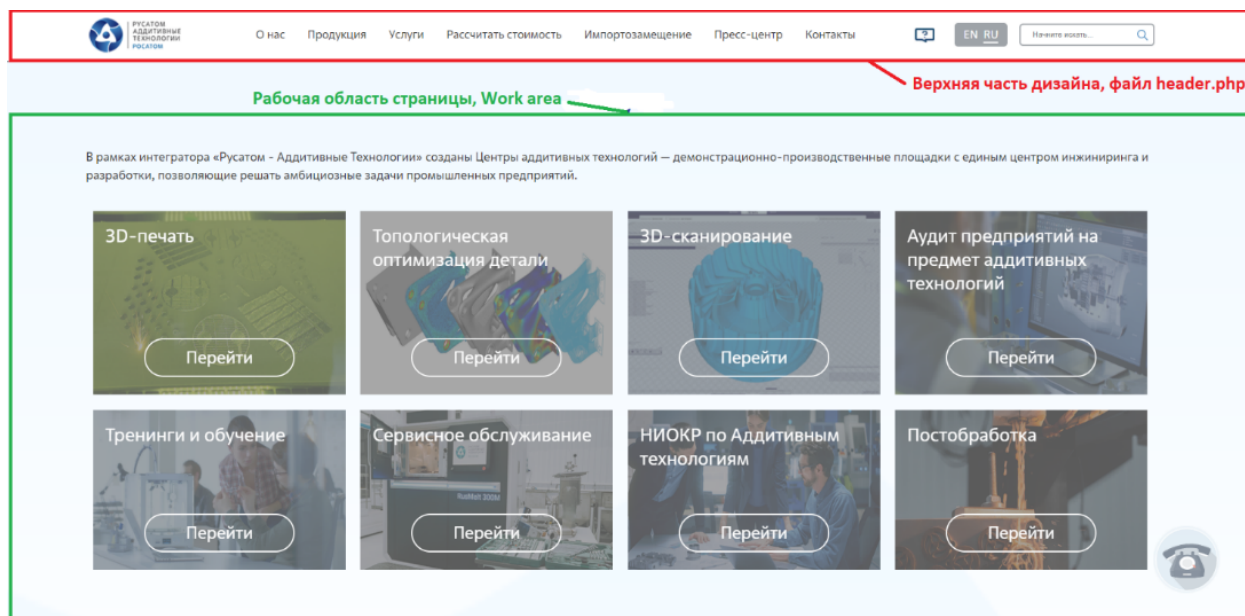 РУСАТОМ
АДДИТИВНЫЕ
ТЕХНОЛОГИИ
РОСАТОМ
О нас Продукция Услуги Рассчитать стоимость Импортозамещение Пресс-центр Контакты
EN RU
Начните искать...
Верхняя часть дизайна, файл header.php
Рабочая область страницы, Work area
В рамках интегратора «Русатом - Аддитивные Технологии» созданы Центры аддитивных технологий — демонстрационно-производственные площадки с единым центром инжиниринга и
разработки, позволяющие решать амбициозные задачи промышленных предприятий.
3D-печать
Перейти
Топологическая
оптимизация детали
Перейти
3D-сканирование
Перейти
Аудит предприятий на
предмет аддитивных
технологий
Перейти
Тренинги и обучение
Перейти
Сервисное обслуживание
RusMelt 300M
Перейти
НИОКР по Аддитивным
технологиям
Перейти
Постобработка
Перейти